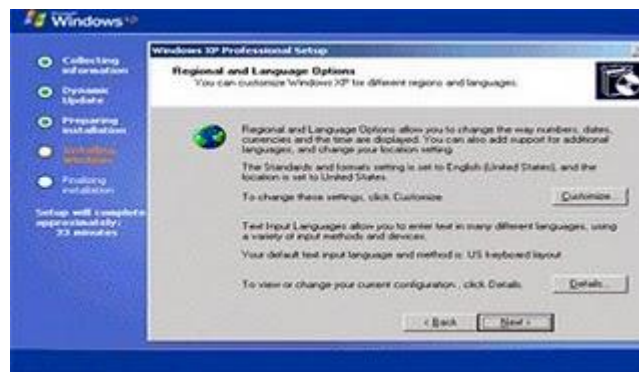 Microsoft
Windows xp
Collecting
information
Dynamic
Update
Preparing
installation
Installing
Windows
Finalizing
installation
Setup will complete
approximately:
33 minutes
Windows XP Professional Setup
Regional and Language Options
You can customize Windows XP for different regions and languages.
Regional and Language Options allow you to change the way numbers, dates,
currencies and the time are displayed. You can also add support for additional
languages, and change your location setting.
The Standards and formats setting is set to English (United States), and the
location is set to United States.
To change these settings, click Customize.
Customize...
Text Input Languages allow you to enter text in many different languages, using
a variety of input methods and devices.
Your default text input language and method is: US keyboard layout
To view or change your current configuration, click Details.
Details...
< Back
Next >